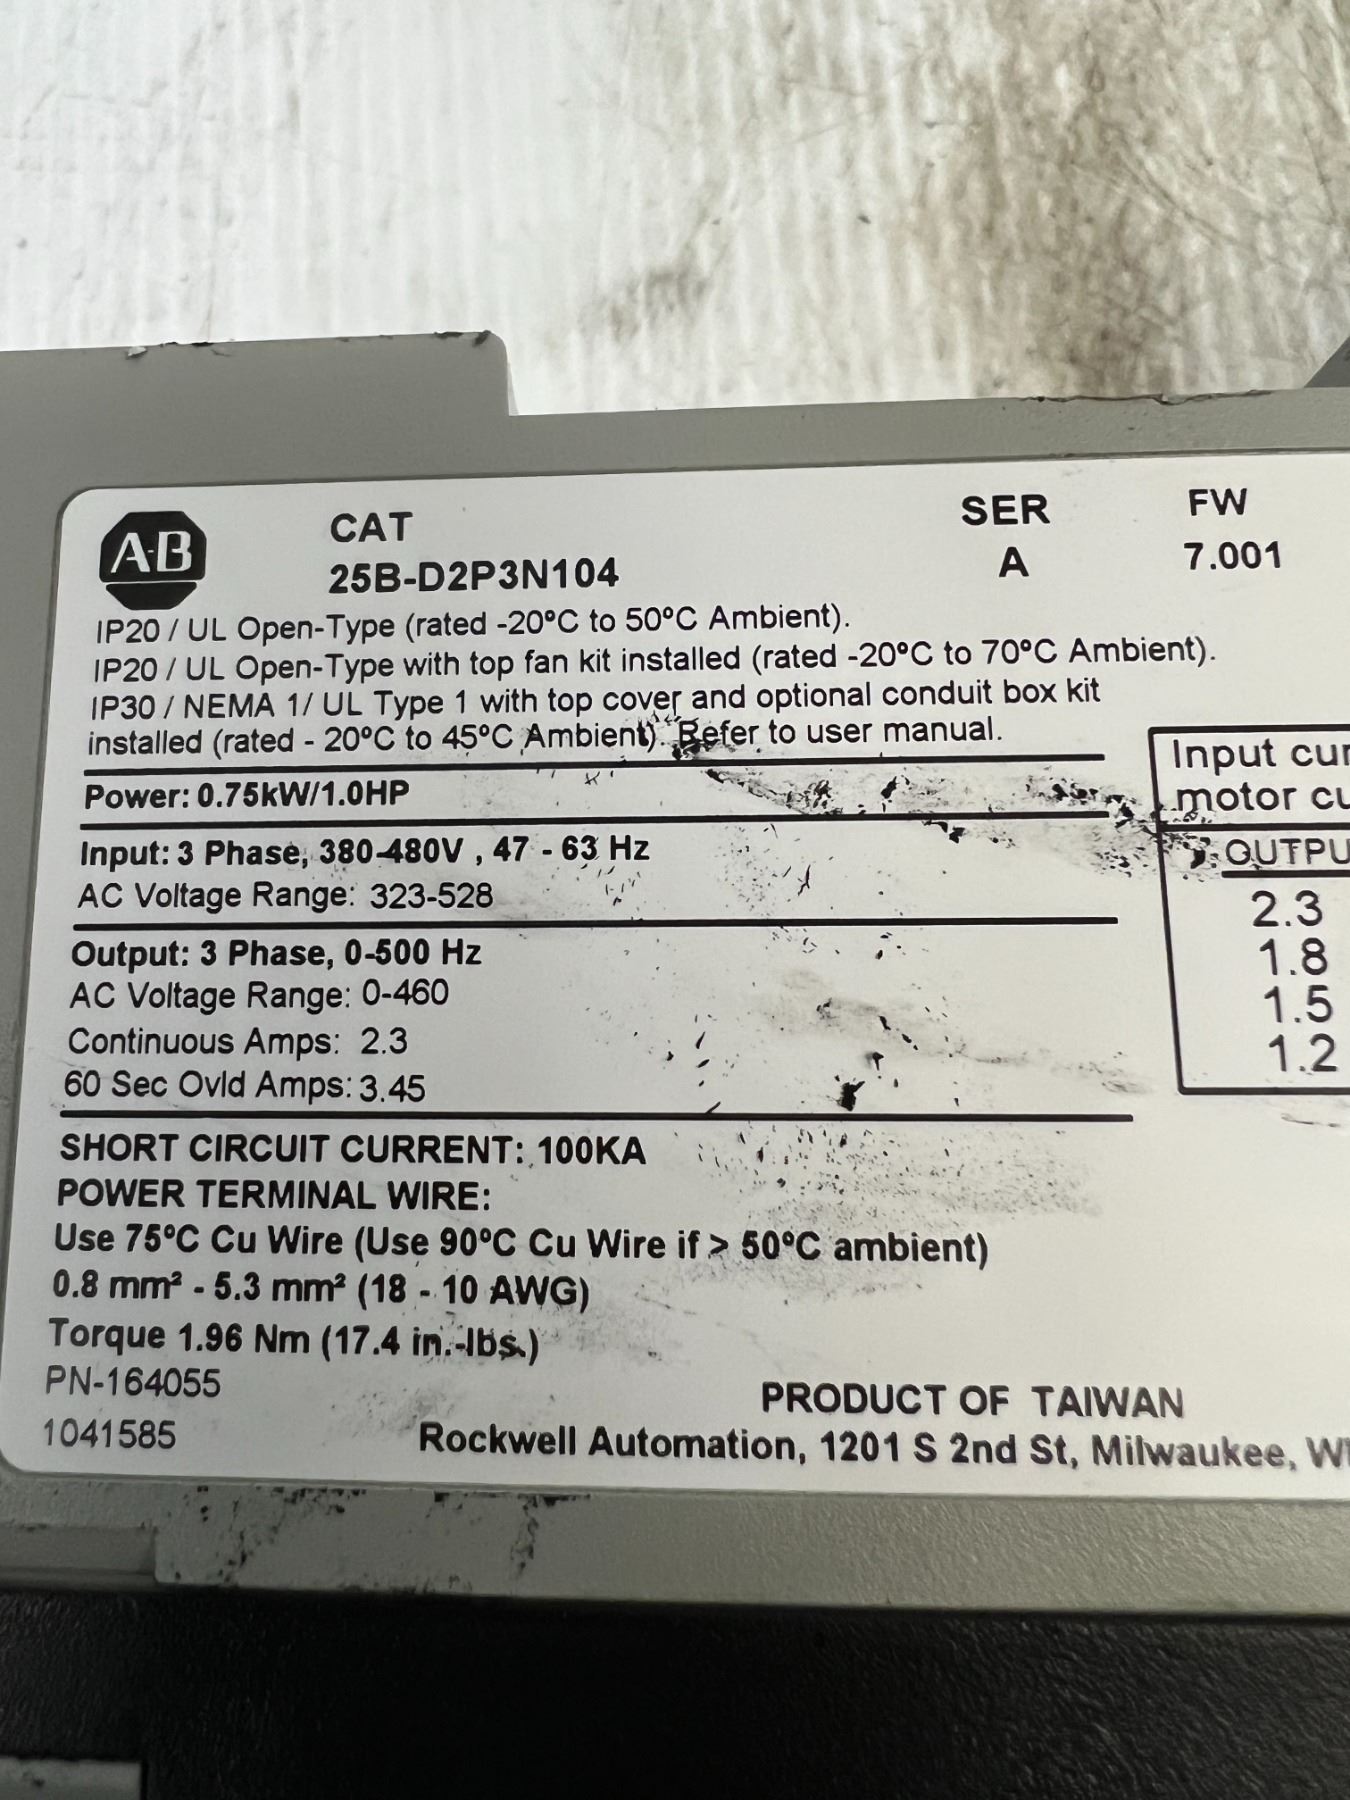 A-B
CAT SER FW
25B-D2P3N104 A 7.001
IP20 / UL Open-Type (rated -20°C to 50°C Ambient).
IP20 / UL Open-Type with top fan kit installed (rated -20°C to 70°C Ambient).
IP30 / NEMA 1/ UL Type 1 with top cover and optional conduit box kit
installed (rated - 20°C to 45°C Ambient). Refer to user manual.
Power: 0.75kW/1.0HP
Input: 3 Phase, 380-480V , 47 - 63 Hz
AC Voltage Range: 323-528
Output: 3 Phase, 0-500 Hz
AC Voltage Range: 0-460
Continuous Amps: 2.3
60 Sec Ovld Amps: 3.45
Input
motor
2.3
1.8
1.5
1.2
SHORT CIRCUIT CURRENT: 100KA
POWER TERMINAL WIRE:
Use 75°C Cu Wire (Use 90°C Cu Wire if > 50°C ambient)
0.8 mm² - 5.3 mm² (18 - 10 AWG)
Torque 1.96 Nm (17.4 in.-lbs.)
PN-164055
1041585
PRODUCT OF TAIWAN
Rockwell Automation, 1201 S 2nd St, Milwaukee,